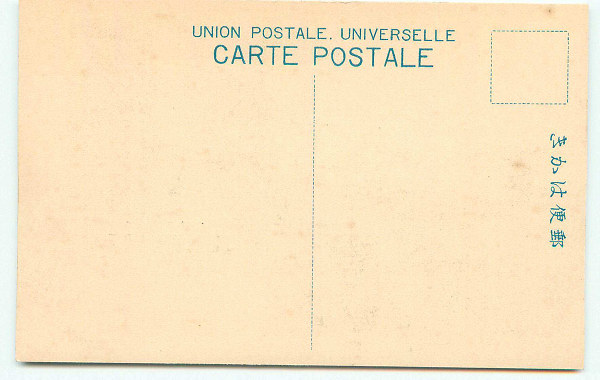 UNION POSTALE. UNIVERSELLE
CARTE POSTALE
郵便はかき